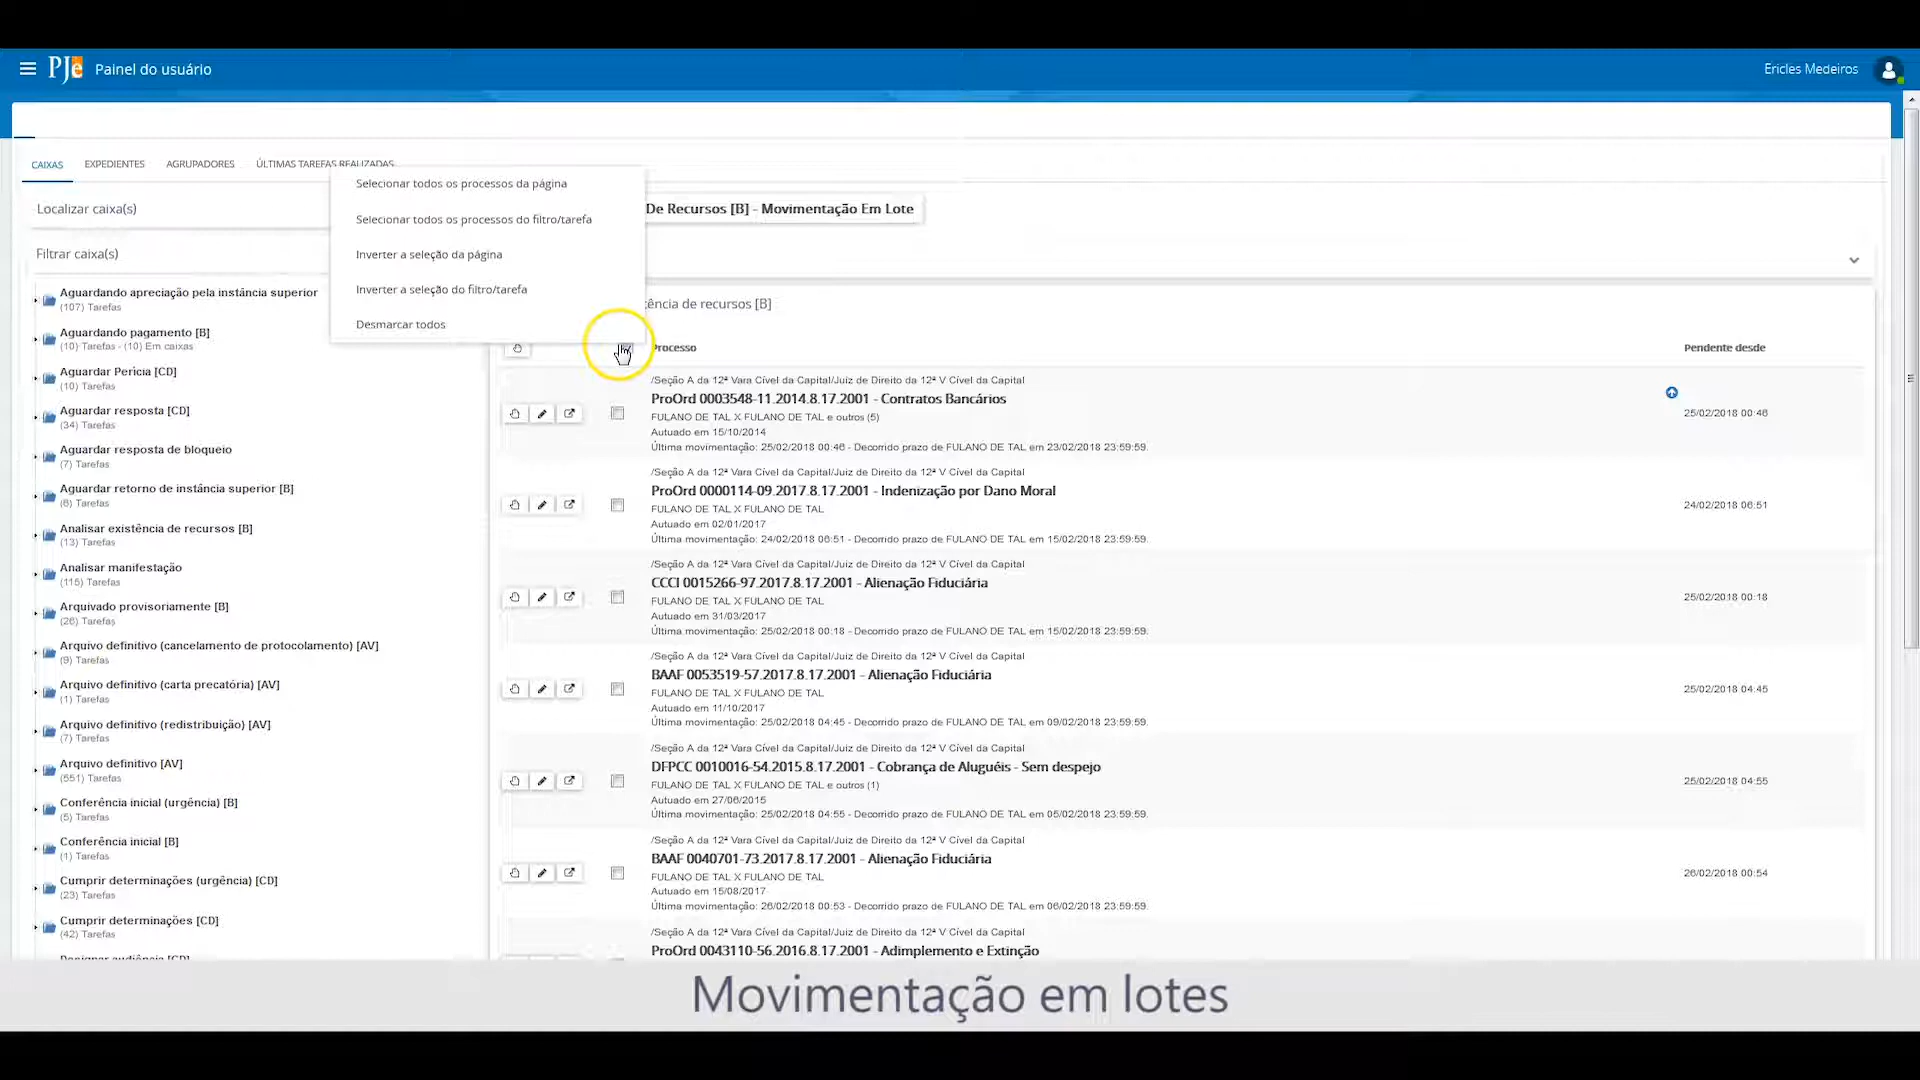 PJe Painel do usuário
Ericles Medeiros
CAIXAS EXPEDIENTES AGRUPADORES ÚLTIMAS TAREFAS REALIZADAS
Localizar caixa(s)
Filtrar caixa(s)
Selecionar todos os processos da página
Selecionar todos os processos do filtro/tarefa
Inverter a seleção da página
Inverter a seleção do filtro/tarefa
Desmarcar todos
De Recursos [B] - Movimentação Em Lote
tência de recursos [B]
Aguardando apreciação pela instância superior
(107) Tarefas
Aguardando pagamento [B]
(10) Tarefas - (10) Em caixas
Aguardar Perícia [CD]
(10) Tarefas
Aguardar resposta [CD]
(34) Tarefas
Aguardar resposta de bloqueio
(7) Tarefas
Aguardar retorno de instância superior [B]
(6) Tarefas
Analisar existência de recursos [B]
(13) Tarefas
Analisar manifestação
(115) Tarefas
Arquivado provisoriamente [B]
(26) Tarefas
Arquivo definitivo (cancelamento de protocolamento) [AV]
(9) Tarefas
Arquivo definitivo (carta precatória) [AV]
(1) Tarefas
Arquivo definitivo (redistribuição) [AV]
(7) Tarefas
Arquivo definitivo [AV]
(551) Tarefas
Conferência inicial (urgência) [B]
(5) Tarefas
Conferência inicial [B]
(1) Tarefas
Cumprir determinações (urgência) [CD]
(23) Tarefas
Cumprir determinações [CD]
(42) Tarefas
Designar audiência [CD]
Processo
Pendente desde
/Seção A da 12ª Vara Cível da Capital/Juiz de Direito da 12ª V Cível da Capital
ProOrd 0003548-11.2014.8.17.2001 - Contratos Bancários
FULANO DE TAL X FULANO DE TAL e outros (5)
Autuado em 15/10/2014
Última movimentação: 25/02/2018 00:46 - Decorrido prazo de FULANO DE TAL em 23/02/2018 23:59:59.
25/02/2018 00:46
/Seção A da 12ª Vara Cível da Capital/Juiz de Direito da 12ª V Cível da Capital
ProOrd 0000114-09.2017.8.17.2001 - Indenização por Dano Moral
FULANO DE TAL X FULANO DE TAL
Autuado em 02/01/2017
Última movimentação: 24/02/2018 06:51 - Decorrido prazo de FULANO DE TAL em 15/02/2018 23:59:59.
24/02/2018 06:51
/Seção A da 12ª Vara Cível da Capital/Juiz de Direito da 12ª V Cível da Capital
CCCI 0015266-97.2017.8.17.2001 - Alienação Fiduciária
FULANO DE TAL X FULANO DE TAL
Autuado em 31/03/2017
Última movimentação: 25/02/2018 00:18 - Decorrido prazo de FULANO DE TAL em 15/02/2018 23:59:59.
25/02/2018 00:18
/Seção A da 12ª Vara Cível da Capital/Juiz de Direito da 12ª V Cível da Capital
BAAF 0053519-57.2017.8.17.2001 - Alienação Fiduciária
FULANO DE TAL X FULANO DE TAL
Autuado em 11/10/2017
Última movimentação: 25/02/2018 04:45 - Decorrido prazo de FULANO DE TAL em 09/02/2018 23:59:59.
25/02/2018 04:45
/Seção A da 12ª Vara Cível da Capital/Juiz de Direito da 12ª V Cível da Capital
DFPCC 0010016-54.2015.8.17.2001 - Cobrança de Aluguéis - Sem despejo
FULANO DE TAL X FULANO DE TAL e outros (1)
Autuado em 27/06/2015
Última movimentação: 25/02/2018 04:55 - Decorrido prazo de FULANO DE TAL em 05/02/2018 23:59:59.
25/02/2018 04:55
/Seção A da 12ª Vara Cível da Capital/Juiz de Direito da 12ª V Cível da Capital
BAAF 0040701-73.2017.8.17.2001 - Alienação Fiduciária
FULANO DE TAL X FULANO DE TAL
Autuado em 15/08/2017
Última movimentação: 26/02/2018 00:53 - Decorrido prazo de FULANO DE TAL em 06/02/2018 23:59:59.
26/02/2018 00:54
/Seção A da 12ª Vara Cível da Capital/Juiz de Direito da 12ª V Cível da Capital
ProOrd 0043110-56.2016.8.17.2001 - Adimplemento e Extinção
Movimentação em lotes